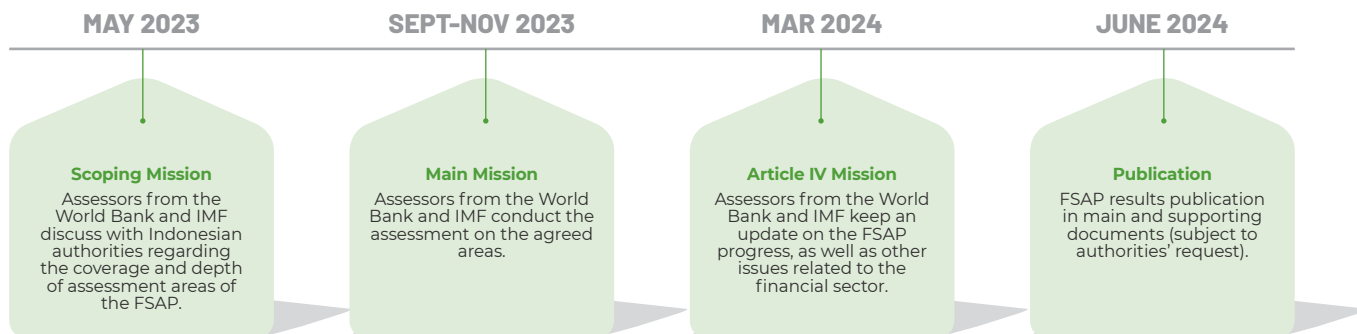 MAY 2023
SEPT-NOV 2023
MAR 2024
JUNE 2024
Scoping Mission
Assessors from the
World Bank and IMF
discuss with Indonesian
authorities regarding
the coverage and depth
of assessment areas of
the FSAP.
Main Mission
Assessors from the World
Bank and IMF conduct the
assessment on the agreed
areas.
Article IV Mission
Assessors from the World
Bank and IMF keep an
update on the FSAP
progress, as well as other
issues related to the
financial sector.
Publication
FSAP results publication
in main and supporting
documents (subject to
authorities’ request).